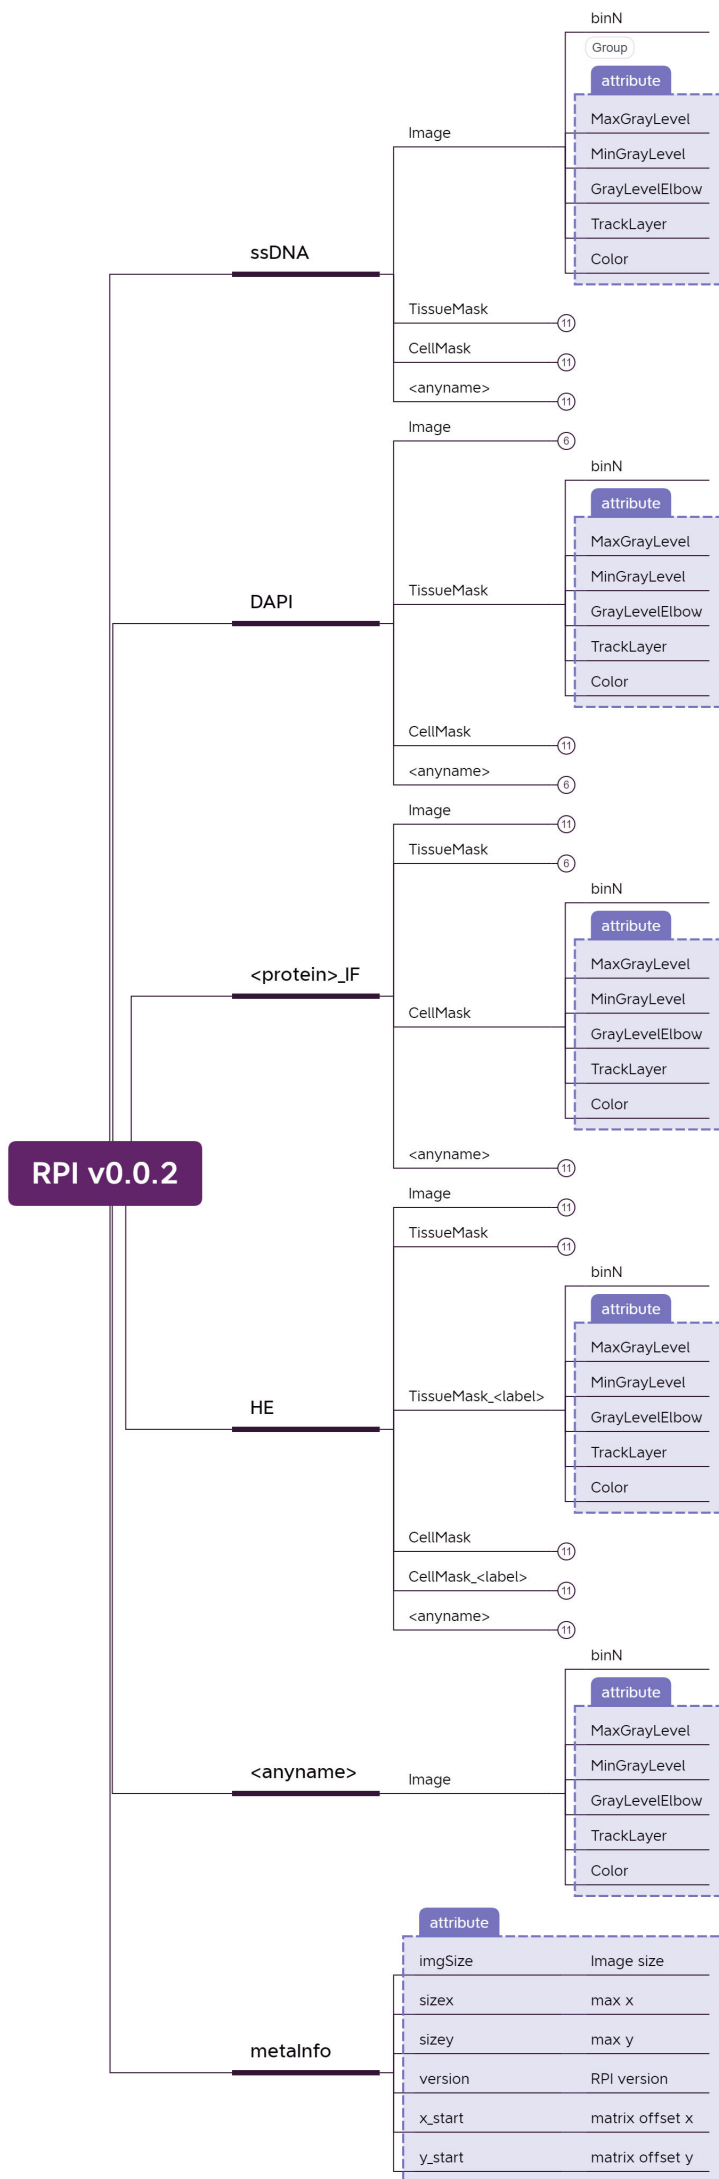 binN
Group
attribute
MaxGrayLevel
Image
MinGrayLevel
GrayLevelElbow
TrackLayer
ssDNA
Color
TissueMask
11
CellMask
11
<anyname>
11
Image
6
binN
attribute
MaxGrayLevel
MinGrayLevel
TissueMask
DAPI
GrayLevelElbow
TrackLayer
Color
CellMask
11
<anyname>
6
Image
11
TissueMask
6
binN
attribute
MaxGrayLevel
<protein>_IF
MinGrayLevel
CellMask
GrayLevelElbow
TrackLayer
Color
<anyname>
11
RPI v0.0.2
Image
11
TissueMask
11
binN
attribute
MaxGrayLevel
MinGrayLevel
TissueMask_<label>
HE
GrayLevelElbow
TrackLayer
Color
CellMask
11
CellMask_<label>
11
<anyname>
11
binN
attribute
MaxGrayLevel
MinGrayLevel
<anyname>
Image
GrayLevelElbow
TrackLayer
Color
attribute
imgSize Image size
sizex max x
sizey max y
metaInfo
version RPI version
x_start matrix offset x
y_start matrix offset y